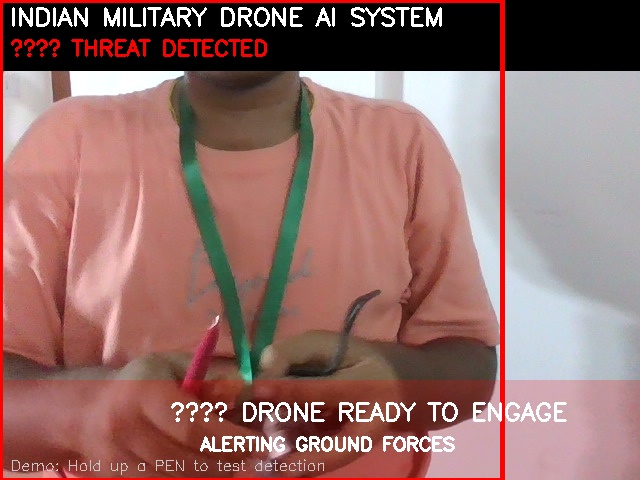 INDIAN MILITARY DRONE AI SYSTEM
???? THREAT DETECTED
???? DRONE READY TO ENGAGE
ALERTING GROUND FORCES
Demo: Hold up a PEN to test detection